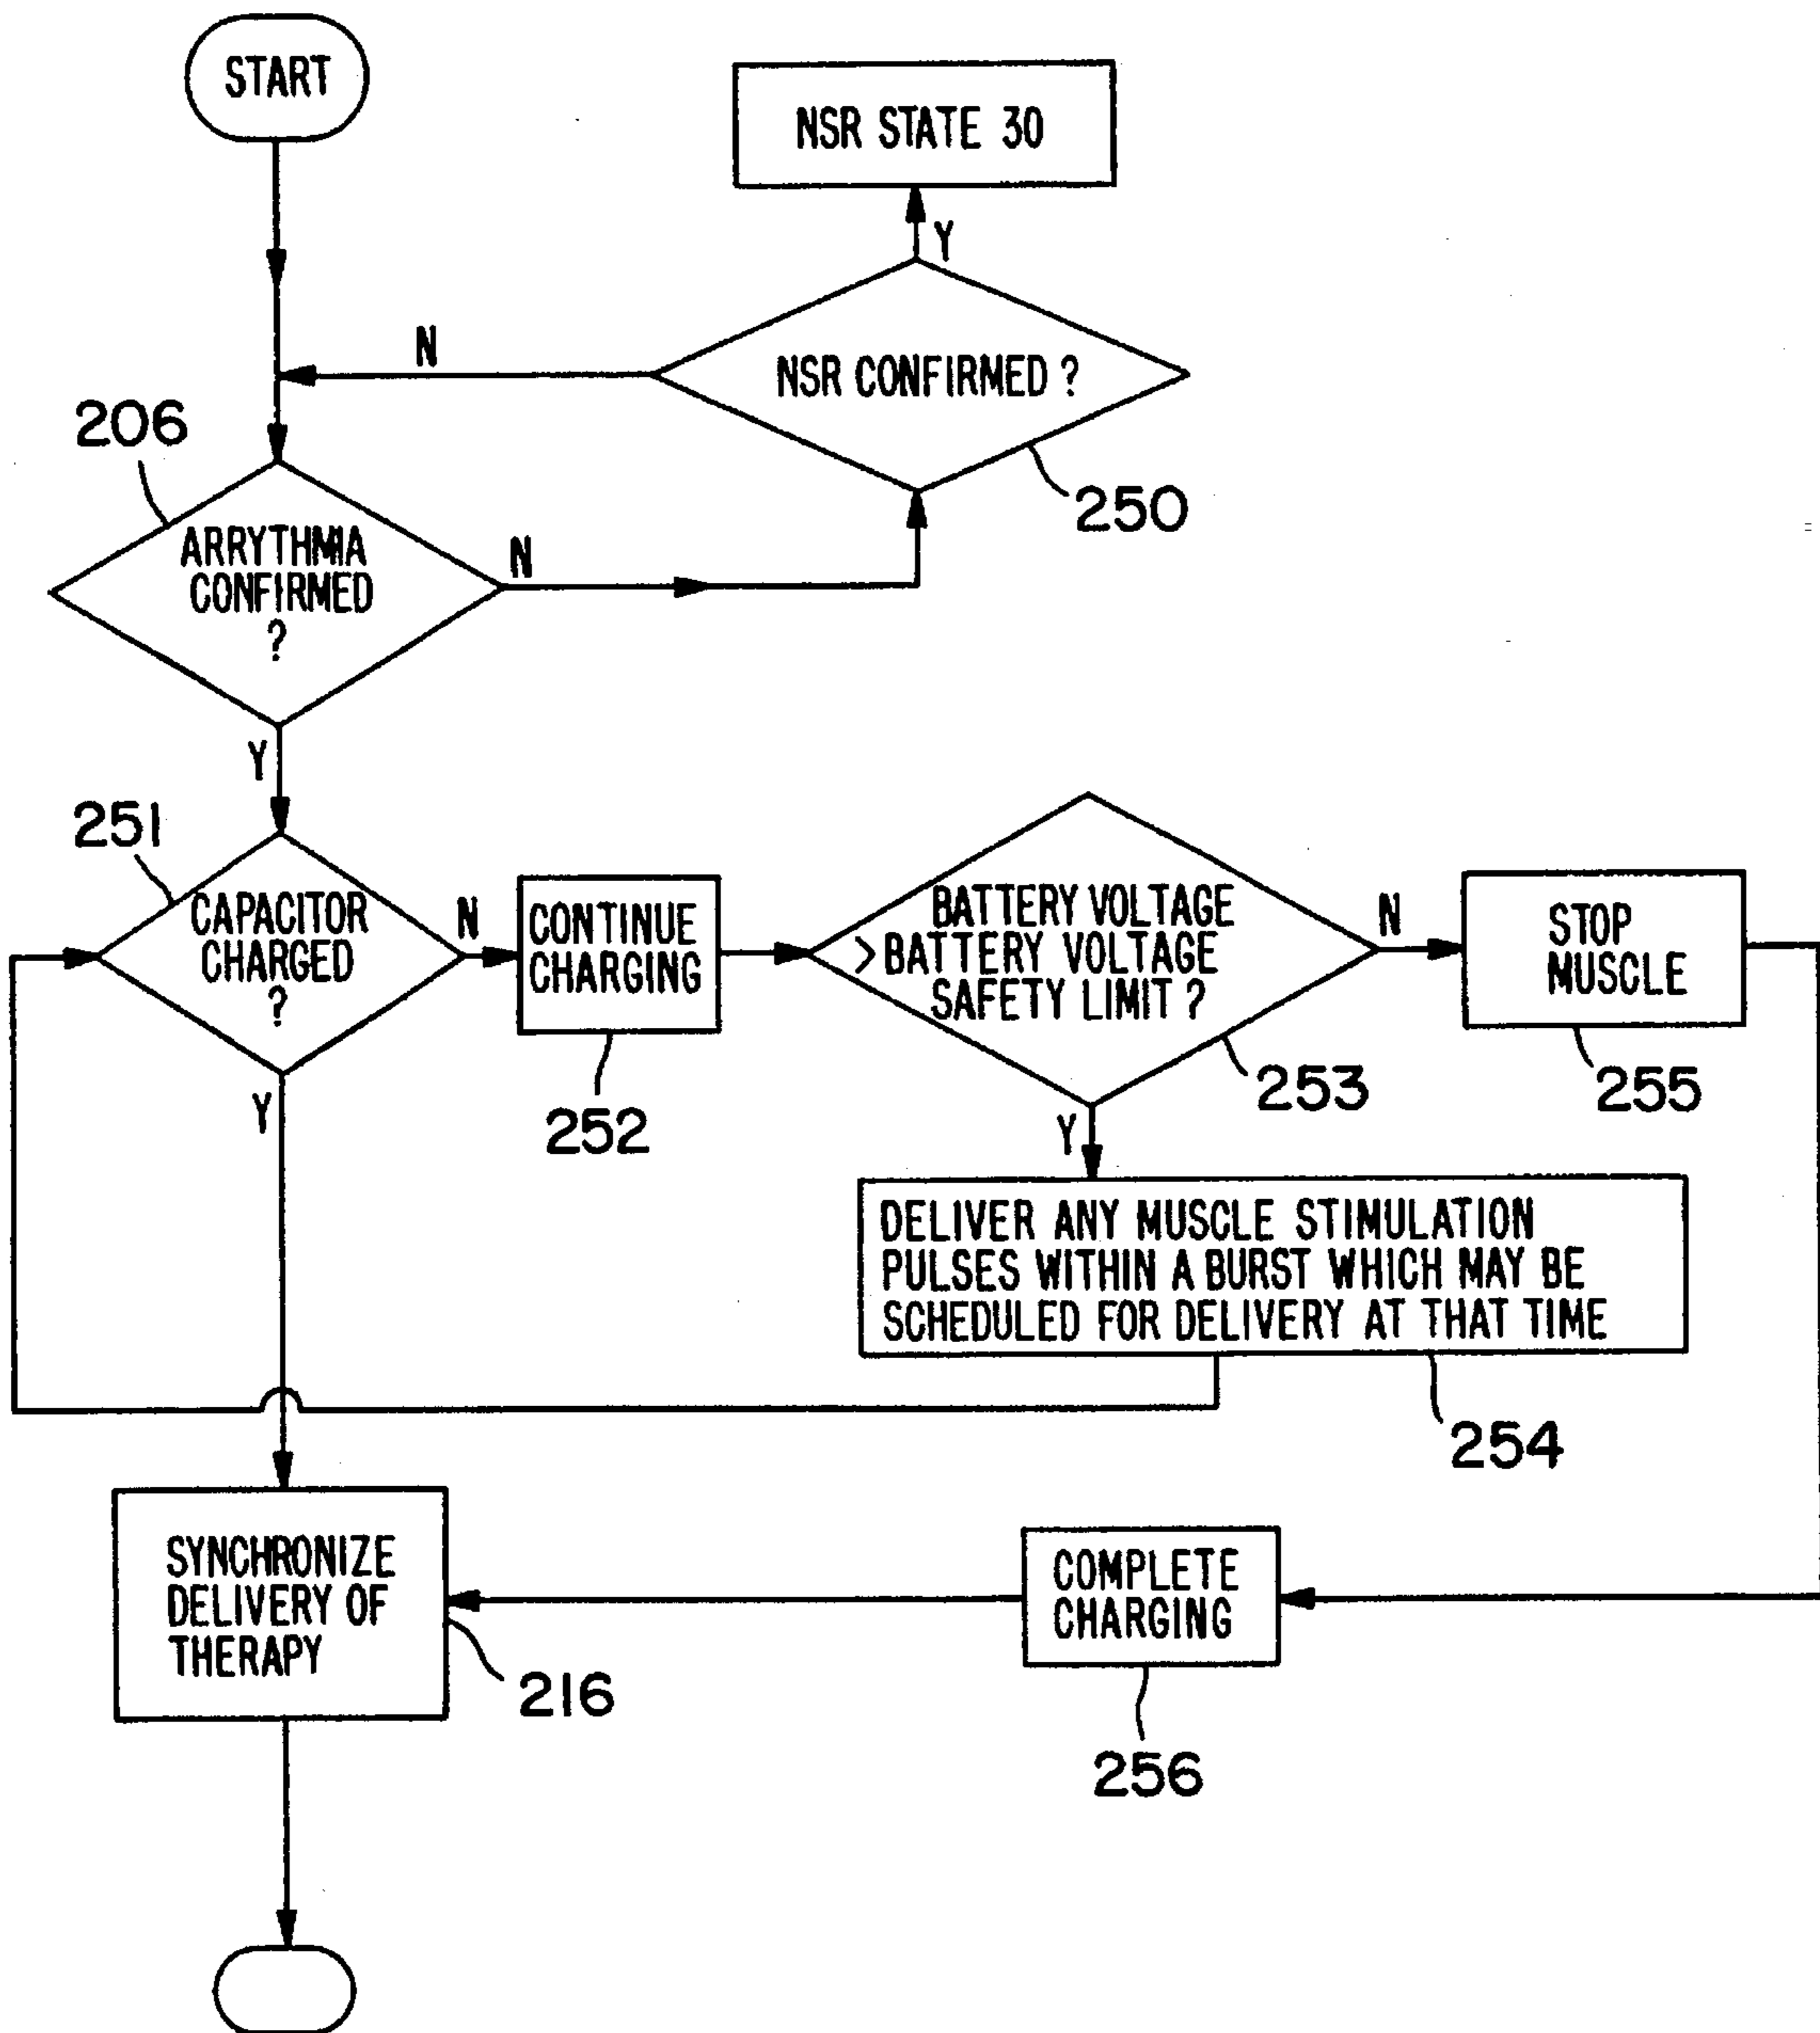 START
NSR STATE 30
Y
N
NSR CONFIRMED ?
206
250
ARRYTHMIA
CONFIRMED
?
N
Y
251
CAPACITOR
CHARGED
?
N
CONTINUE
CHARGING
252
BATTERY VOLTAGE
> BATTERY VOLTAGE
SAFETY LIMIT ?
N
STOP
MUSCLE
253
255
Y
Y
DELIVER ANY MUSCLE STIMULATION
PULSES WITHIN A BURST WHICH MAY BE
SCHEDULED FOR DELIVERY AT THAT TIME
254
SYNCHRONIZE
DELIVERY OF
THERAPY
216
COMPLETE
CHARGING
256